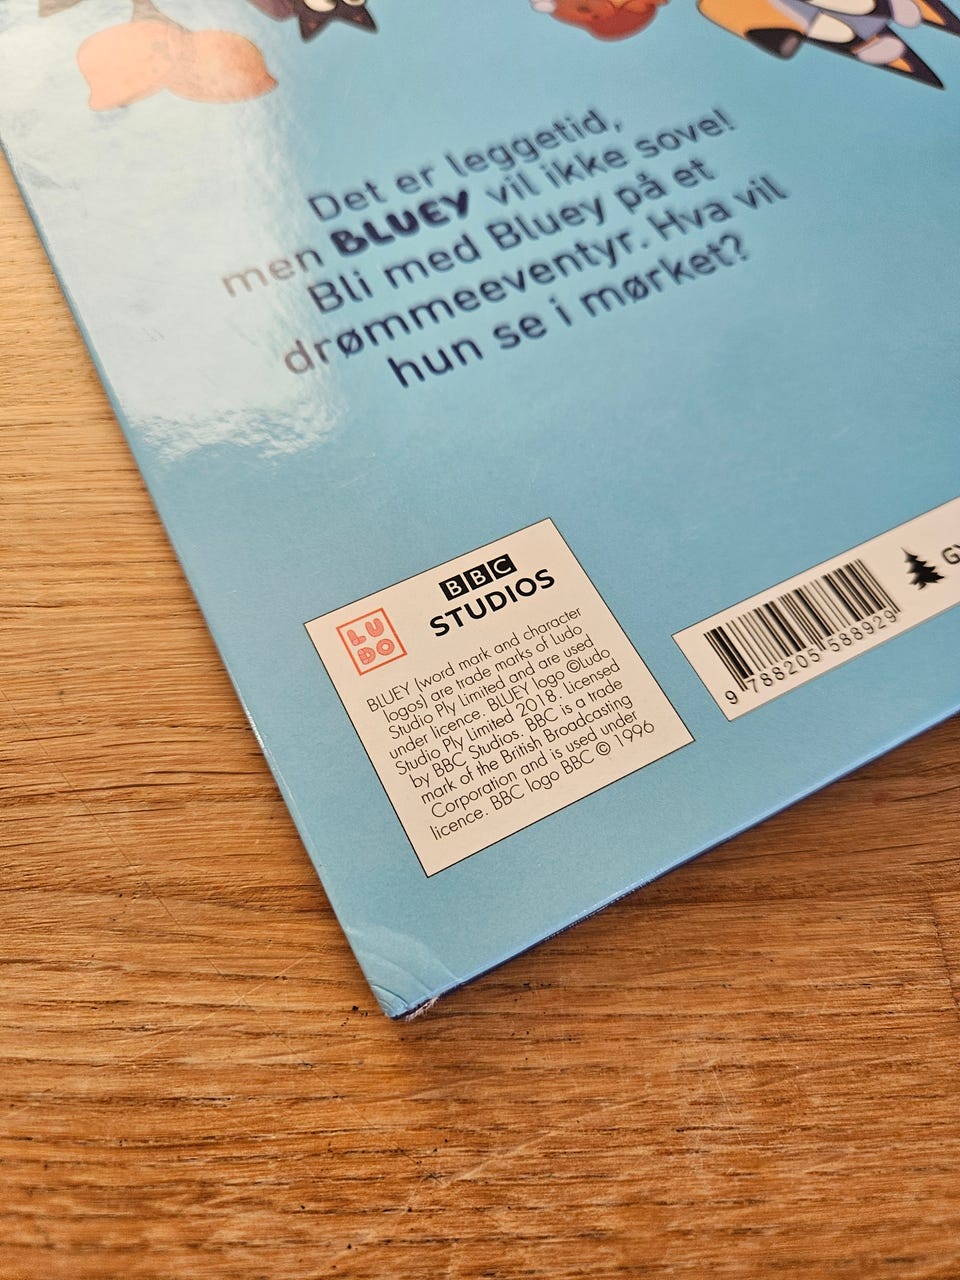 Det er leggetid,
men BLUEY vil ikke sove!
Bli med Bluey på et
drømmeeventyr. Hva vil
hun se i mørket?
LU
DO
BBC
STUDIOS
BLUEY (word mark and character
logos) are trade marks of Ludo
Studio Ply Limited and are used
under licence. BLUEY logo ©Ludo
Studio Ply Limited 2018. Licensed
by BBC Studios. BBC is a trade
mark of the British Broadcasting
Corporation and is used under
licence. BBC logo BBC © 1996
9 788205 588929